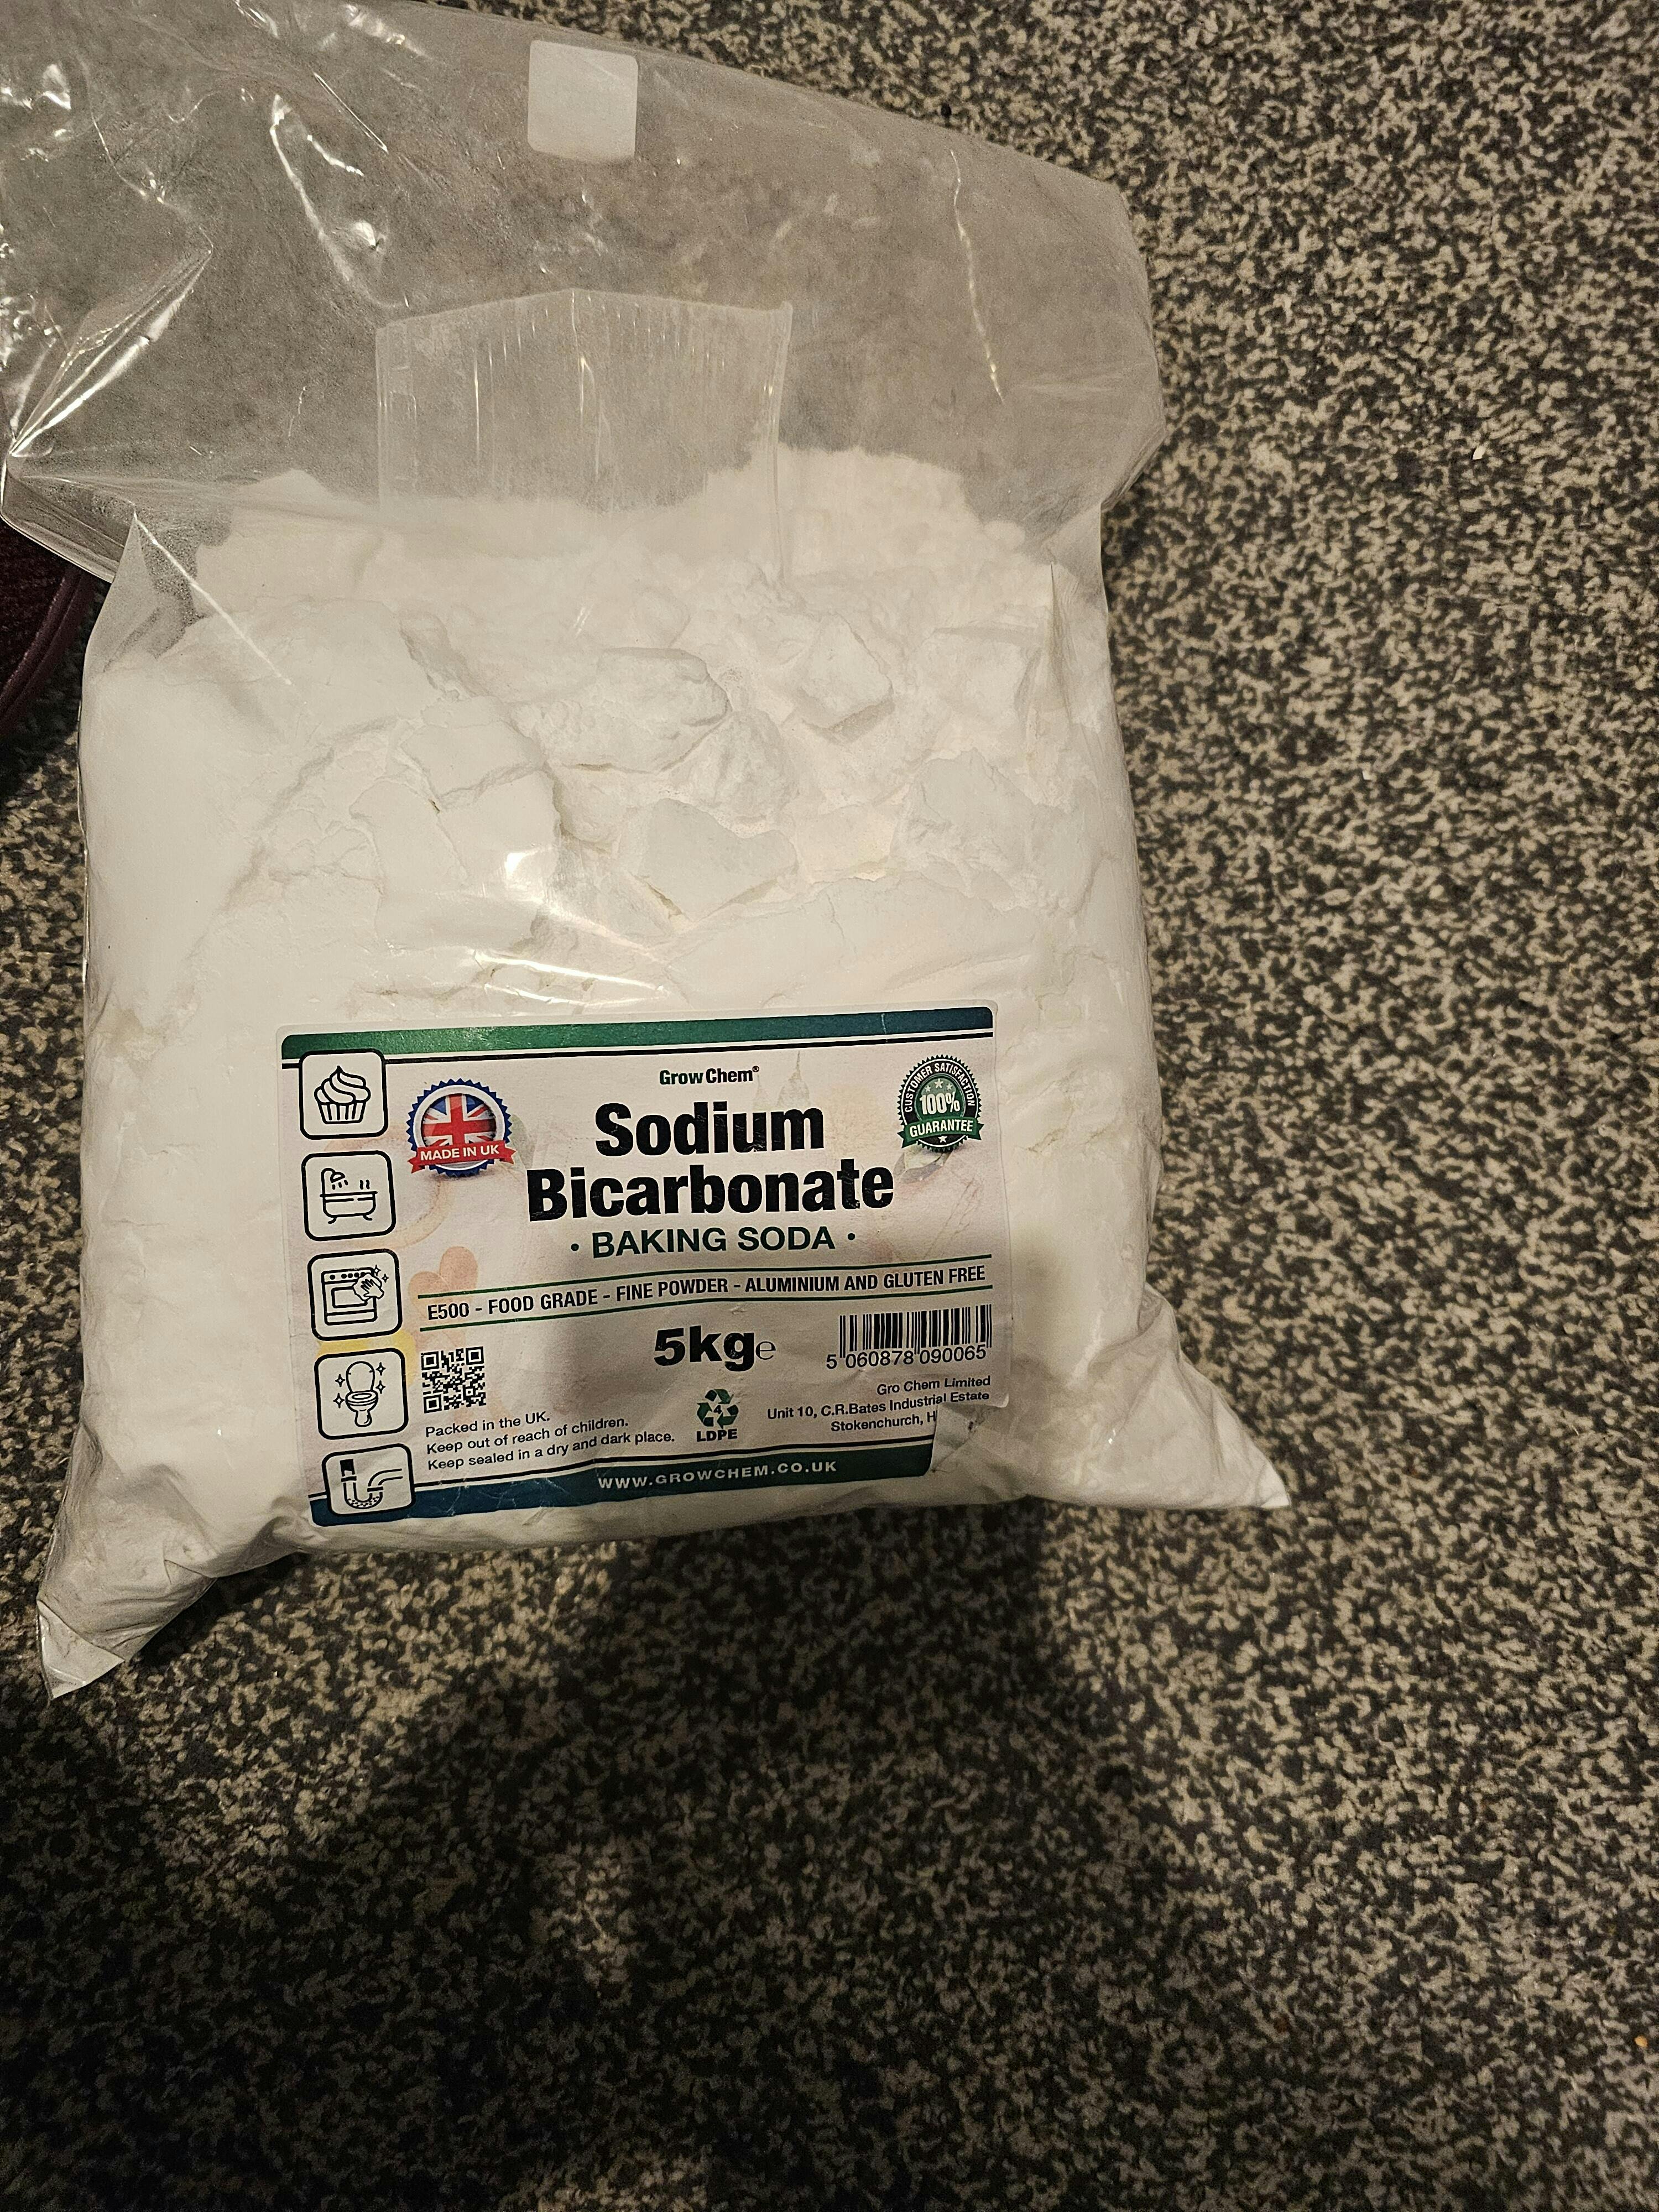 Grow Chem®
MADE IN UK
CUSTOMER SATISFACTION
100%
GUARANTEE
Sodium
Bicarbonate
• BAKING SODA •
E500 - FOOD GRADE - FINE POWDER - ALUMINIUM AND GLUTEN FREE
5kge
5 060878 090065
Packed in the UK.
Keep out of reach of children.
Keep sealed in a dry and dark place.
4
LDPE
Gro Chem Limited
Unit 10, C.R.Bates Industrial Estate
Stokenchurch, H
WWW.GROWCHEM.CO.UK